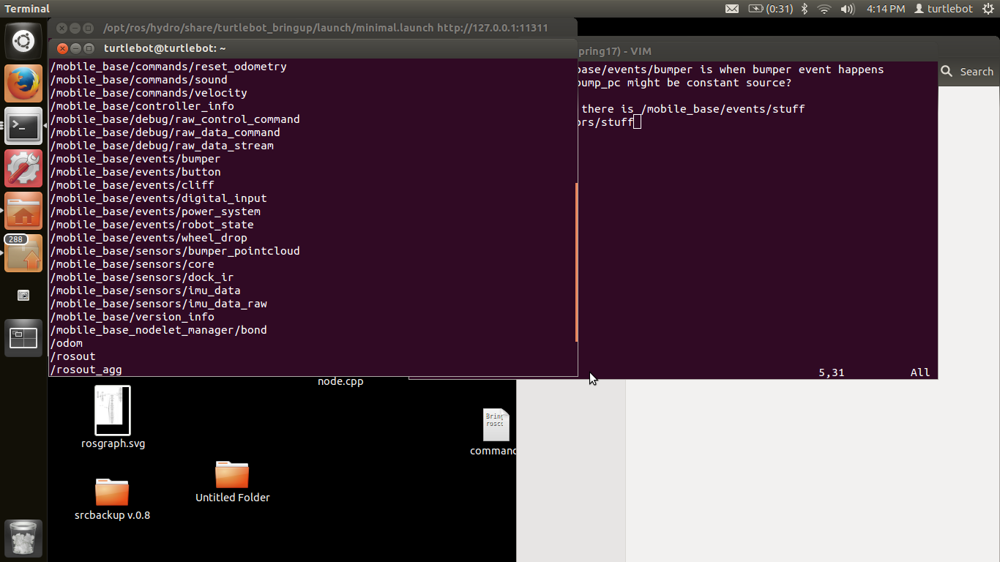 Terminal
(0:31)
4:14 PM
turtlebot
/opt/ros/hydro/share/turtlebot_bringup/launch/minimal.launch http://127.0.0.1:11311
turtlebot@turtlebot: ~
pring17) - VIM
Search
/mobile_base/commands/reset_odometry
/mobile_base/commands/sound
/mobile_base/commands/velocity
/mobile_base/controller_info
/mobile_base/debug/raw_control_command
/mobile_base/debug/raw_data_command
/mobile_base/debug/raw_data_stream
/mobile_base/events/bumper
/mobile_base/events/button
/mobile_base/events/cliff
/mobile_base/events/digital_input
/mobile_base/events/power_system
/mobile_base/events/robot_state
/mobile_base/events/wheel_drop
/mobile_base/sensors/bumper_pointcloud
/mobile_base/sensors/core
/mobile_base/sensors/dock_ir
/mobile_base/sensors/imu_data
/mobile_base/sensors/imu_data_raw
/mobile_base/version_info
/mobile_base_nodelet_manager/bond
/odom
/rosout
/rosout_agg
base/events/bumper is when bumper event happens
bump_pc might be constant source?
there is /mobile_base/events/stuff
ors/stuff
5,31
All
288
node.cpp
rosgraph.svg
Bring
rosco
command
Untitled Folder
srcbackup v.0.8